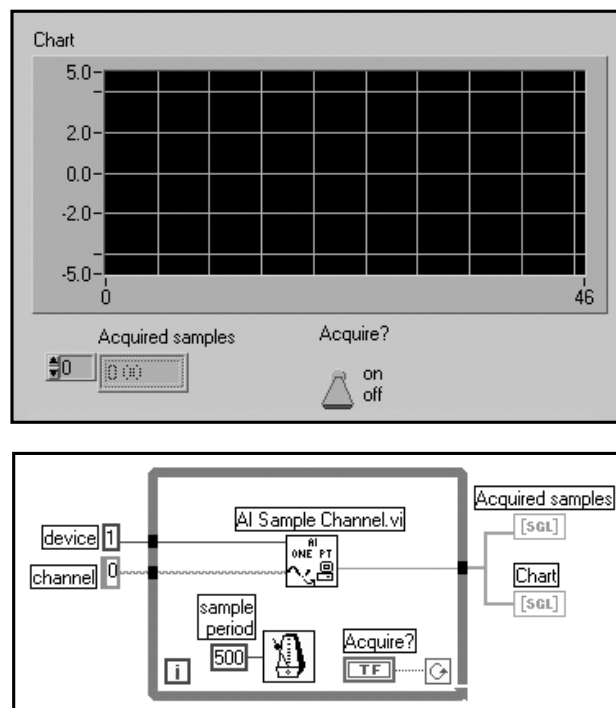 Chart
5.0
2.0
0.0
-2.0
-5.0
0 46
Acquired samples
Acquire?
0
0.00
on
off
Acquired samples
AI Sample Channel.vi
[SGL]
device 1
AI
ONE PT
channel 0
Chart
[SGL]
sample
period
500
Acquire?
TF
i